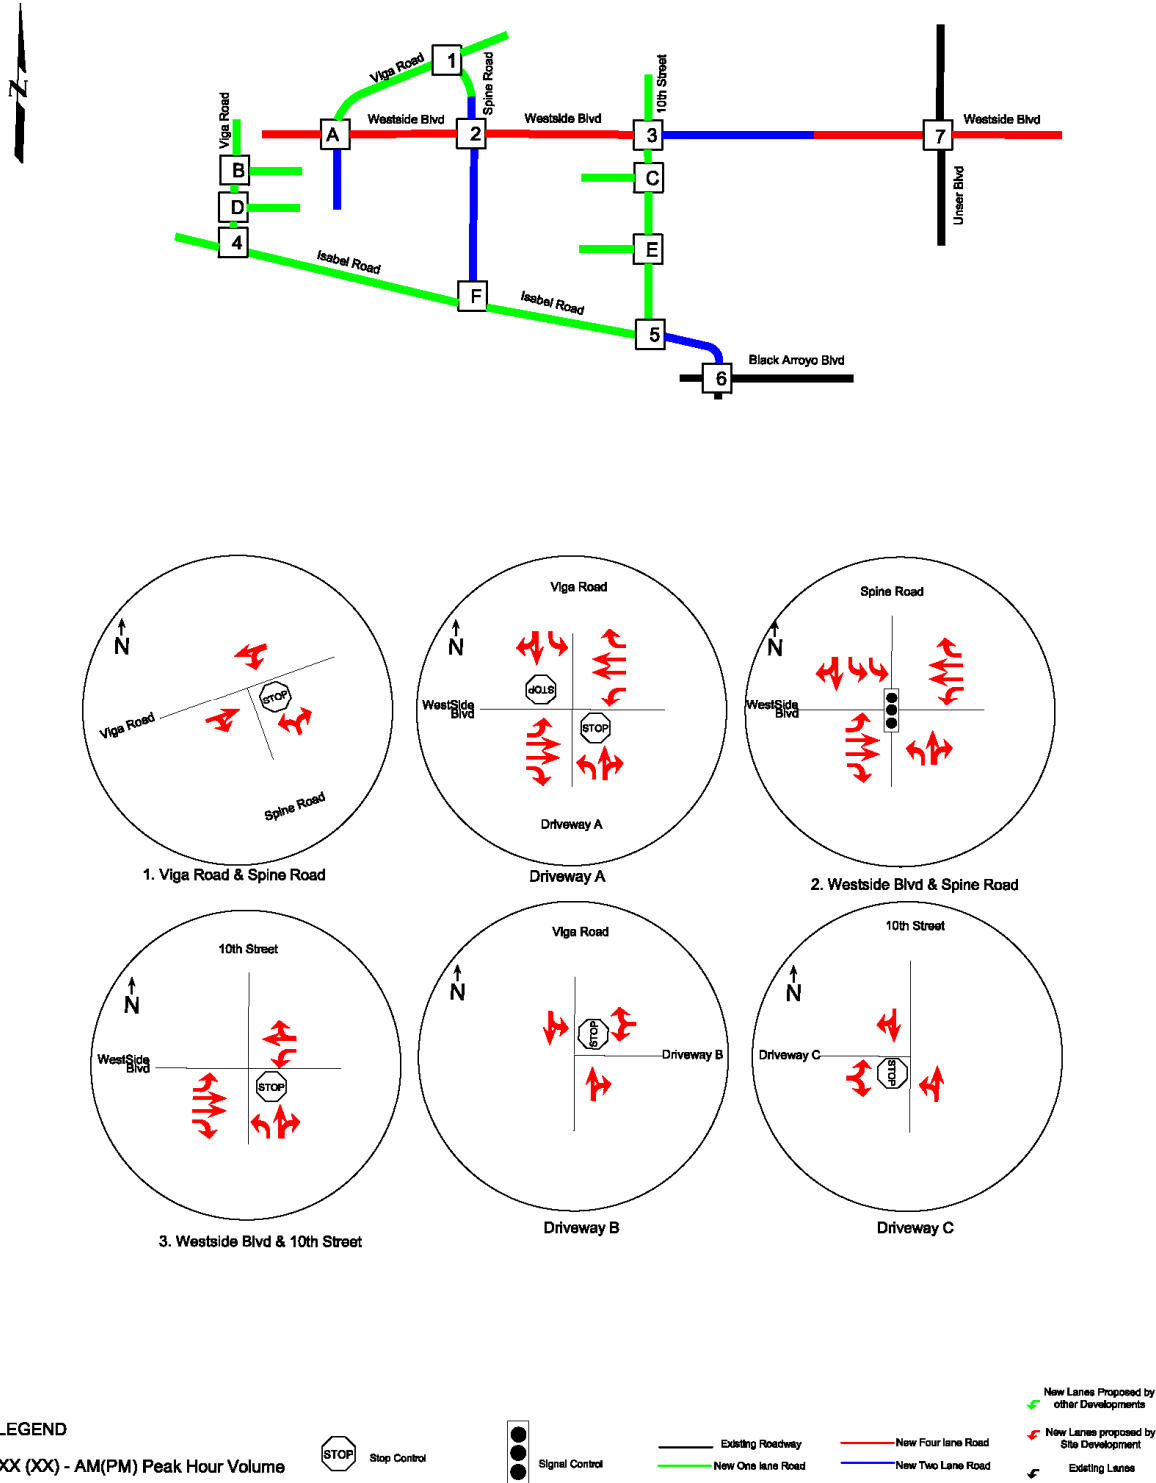 N
Viga Road
1
Spine Road
10th Street
Viga Road
A
Westside Blvd
2
Westside Blvd
3
7
Westside Blvd
B
C
D
Unser Blvd
4
E
Isabel Road
F
Isabel Road
5
Black Arroyo Blvd
6
N
STOP
Viga Road
Spine Road
1. Viga Road & Spine Road
Viga Road
N
STOP
WestSide
Blvd
STOP
Driveway A
Driveway A
Spine Road
N
WestSide
Blvd
2. Westside Blvd & Spine Road
10th Street
N
WestSide
Blvd
STOP
3. Westside Blvd & 10th Street
Viga Road
N
STOP
Driveway B
Driveway B
10th Street
N
Driveway C
STOP
Driveway C
LEGEND
XX (XX) - AM(PM) Peak Hour Volume
STOP
Stop Control
Signal Control
Existing Roadway
New One lane Road
New Four lane Road
New Two Lane Road
New Lanes Proposed by
other Developments
New Lanes proposed by
Site Development
Existing Lanes